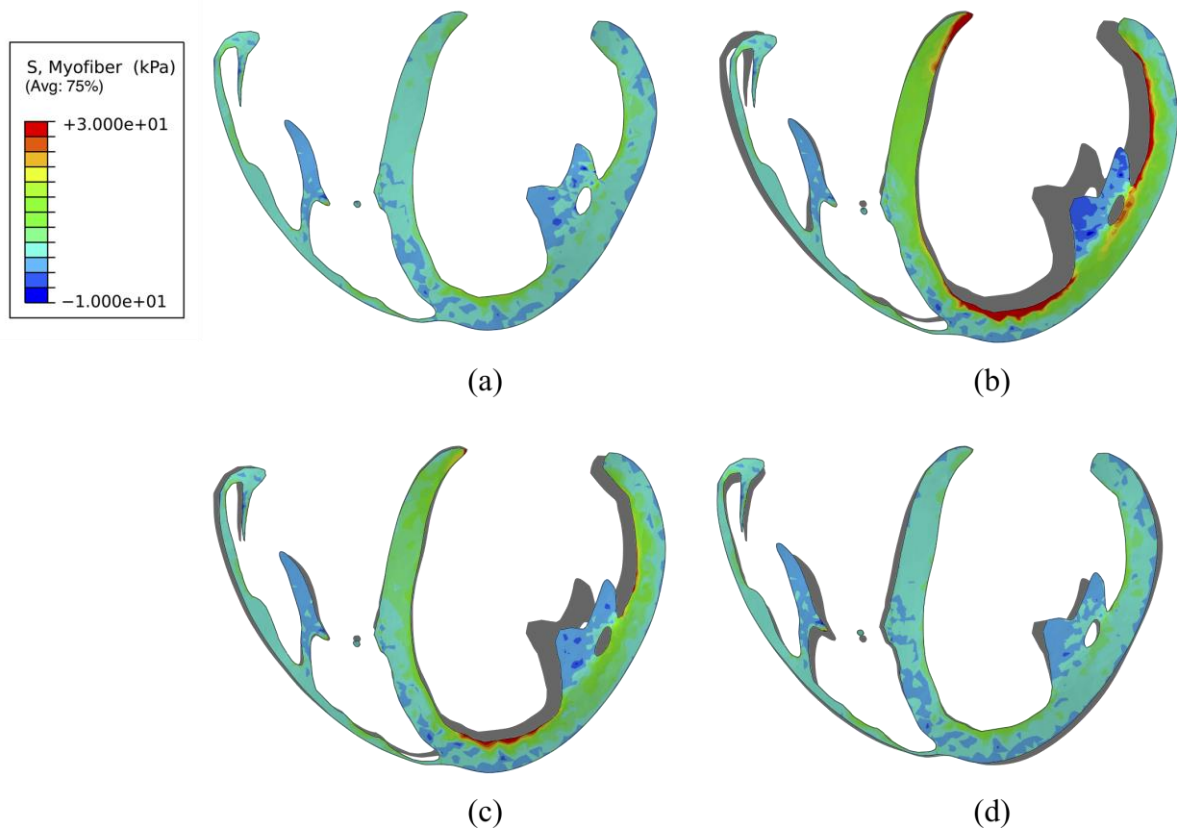 S, Myofiber (kPa)
(Avg: 75%)
+3.000e+01
−1.000e+01
(a)
(b)
(c)
(d)